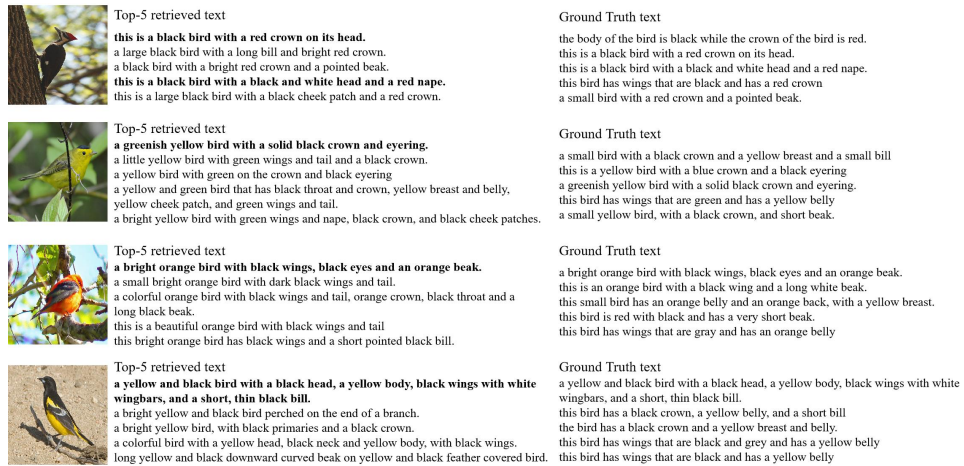 Top-5 retrieved text
this is a black bird with a red crown on its head.
a large black bird with a long bill and bright red crown.
a black bird with a bright red crown and a pointed beak.
this is a black bird with a black and white head and a red nape.
this is a large black bird with a black cheek patch and a red crown.
Ground Truth text
the body of the bird is black while the crown of the bird is red.
this is a black bird with a red crown on its head.
this is a black bird with a black and white head and a red nape.
this bird has wings that are black and has a red crown
a small bird with a red crown and a pointed beak.
Top-5 retrieved text
a greenish yellow bird with a solid black crown and eyering.
a little yellow bird with green wings and tail and a black crown.
a yellow bird with green on the crown and black eyering
a yellow and green bird that has black throat and crown, yellow breast and belly,
yellow cheek patch, and green wings and tail.
a bright yellow bird with green wings and nape, black crown, and black cheek patches.
Ground Truth text
a small bird with a black crown and a yellow breast and a small bill
this is a yellow bird with a blue crown and a black eyering
a greenish yellow bird with a solid black crown and eyering.
this bird has wings that are green and has a yellow belly
a small yellow bird, with a black crown, and short beak.
Top-5 retrieved text
a bright orange bird with black wings, black eyes and an orange beak.
a small bright orange bird with dark black wings and tail.
a colorful orange bird with black wings and tail, orange crown, black throat and a
long black beak.
this is a beautiful orange bird with black wings and tail
this bright orange bird has black wings and a short pointed black bill.
Ground Truth text
a bright orange bird with black wings, black eyes and an orange beak.
this is an orange bird with a black wing and a long white beak.
this small bird has an orange belly and an orange back, with a yellow breast.
this bird is red with black and has a very short beak.
this bird has wings that are gray and has an orange belly
Top-5 retrieved text
a yellow and black bird with a black head, a yellow body, black wings with white
wingbars, and a short, thin black bill.
a bright yellow and black bird perched on the end of a branch.
a bright yellow bird, with black primaries and a black crown.
a colorful bird with a yellow head, black neck and yellow body, with black wings.
long yellow and black downward curved beak on yellow and black feather covered bird.
Ground Truth text
a yellow and black bird with a black head, a yellow body, black wings with white
wingbars, and a short, thin black bill.
this bird has a black crown, a yellow belly, and a short bill
the bird has a black crown and a yellow breast and belly.
this bird has wings that are black and grey and has a yellow belly
this bird has wings that are black and has a yellow belly